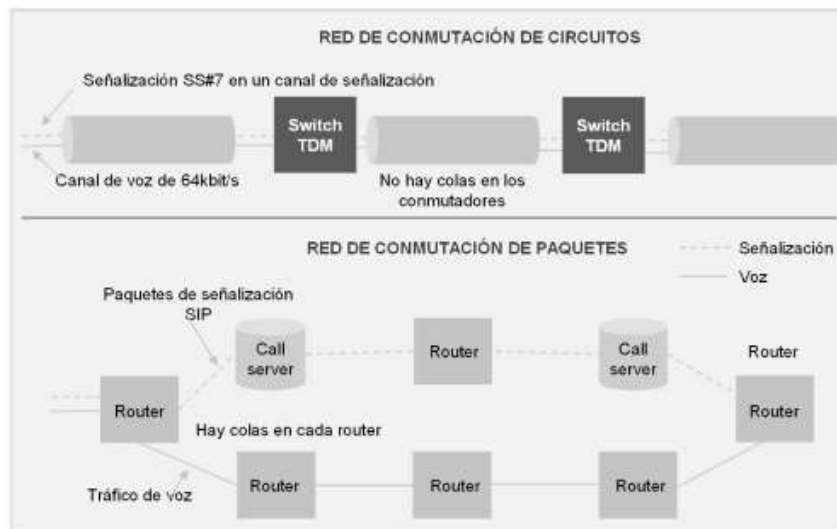 RED DE CONMUTACIÓN DE CIRCUITOS
Señalización SS#7 en un canal de señalización
Switch
TDM
Switch
TDM
Canal de voz de 64kbit/s
No hay colas en los
conmutadores
RED DE CONMUTACIÓN DE PAQUETES
Señalización
Voz
Paquetes de señalización
SIP
Call
server
Router
Call
server
Router
Router
Router
Hay colas en cada router
Tráfico de voz
Router
Router
Router